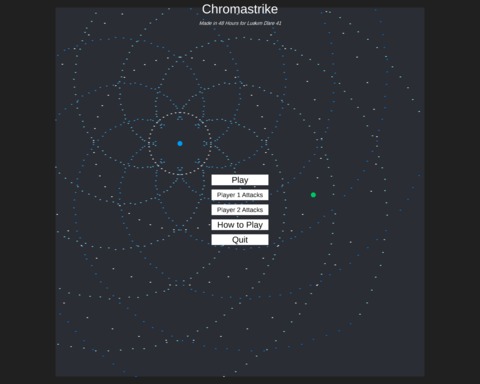 Chromastrike
Made in 48 Hours for Ludum Dare 41
Play
Player 1 Attacks
Player 2 Attacks
How to Play
Quit